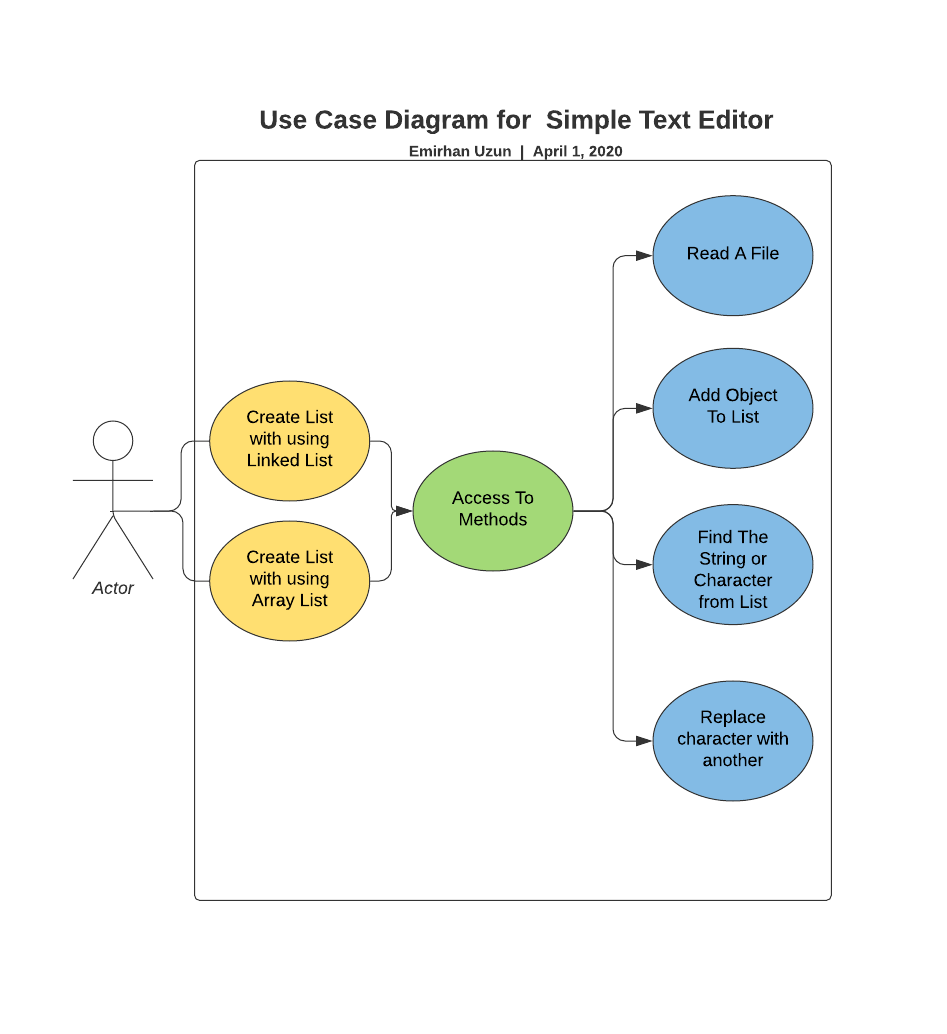 Use Case Diagram for  Simple Text Editor
Emirhan Uzun  |  April 1, 2020
Actor
Create List
with using
Linked List
Create List
with using
Array List
Access To
Methods
Read A File
Add Object
To List
Find The
String or
Character
from List
Replace
character with
another